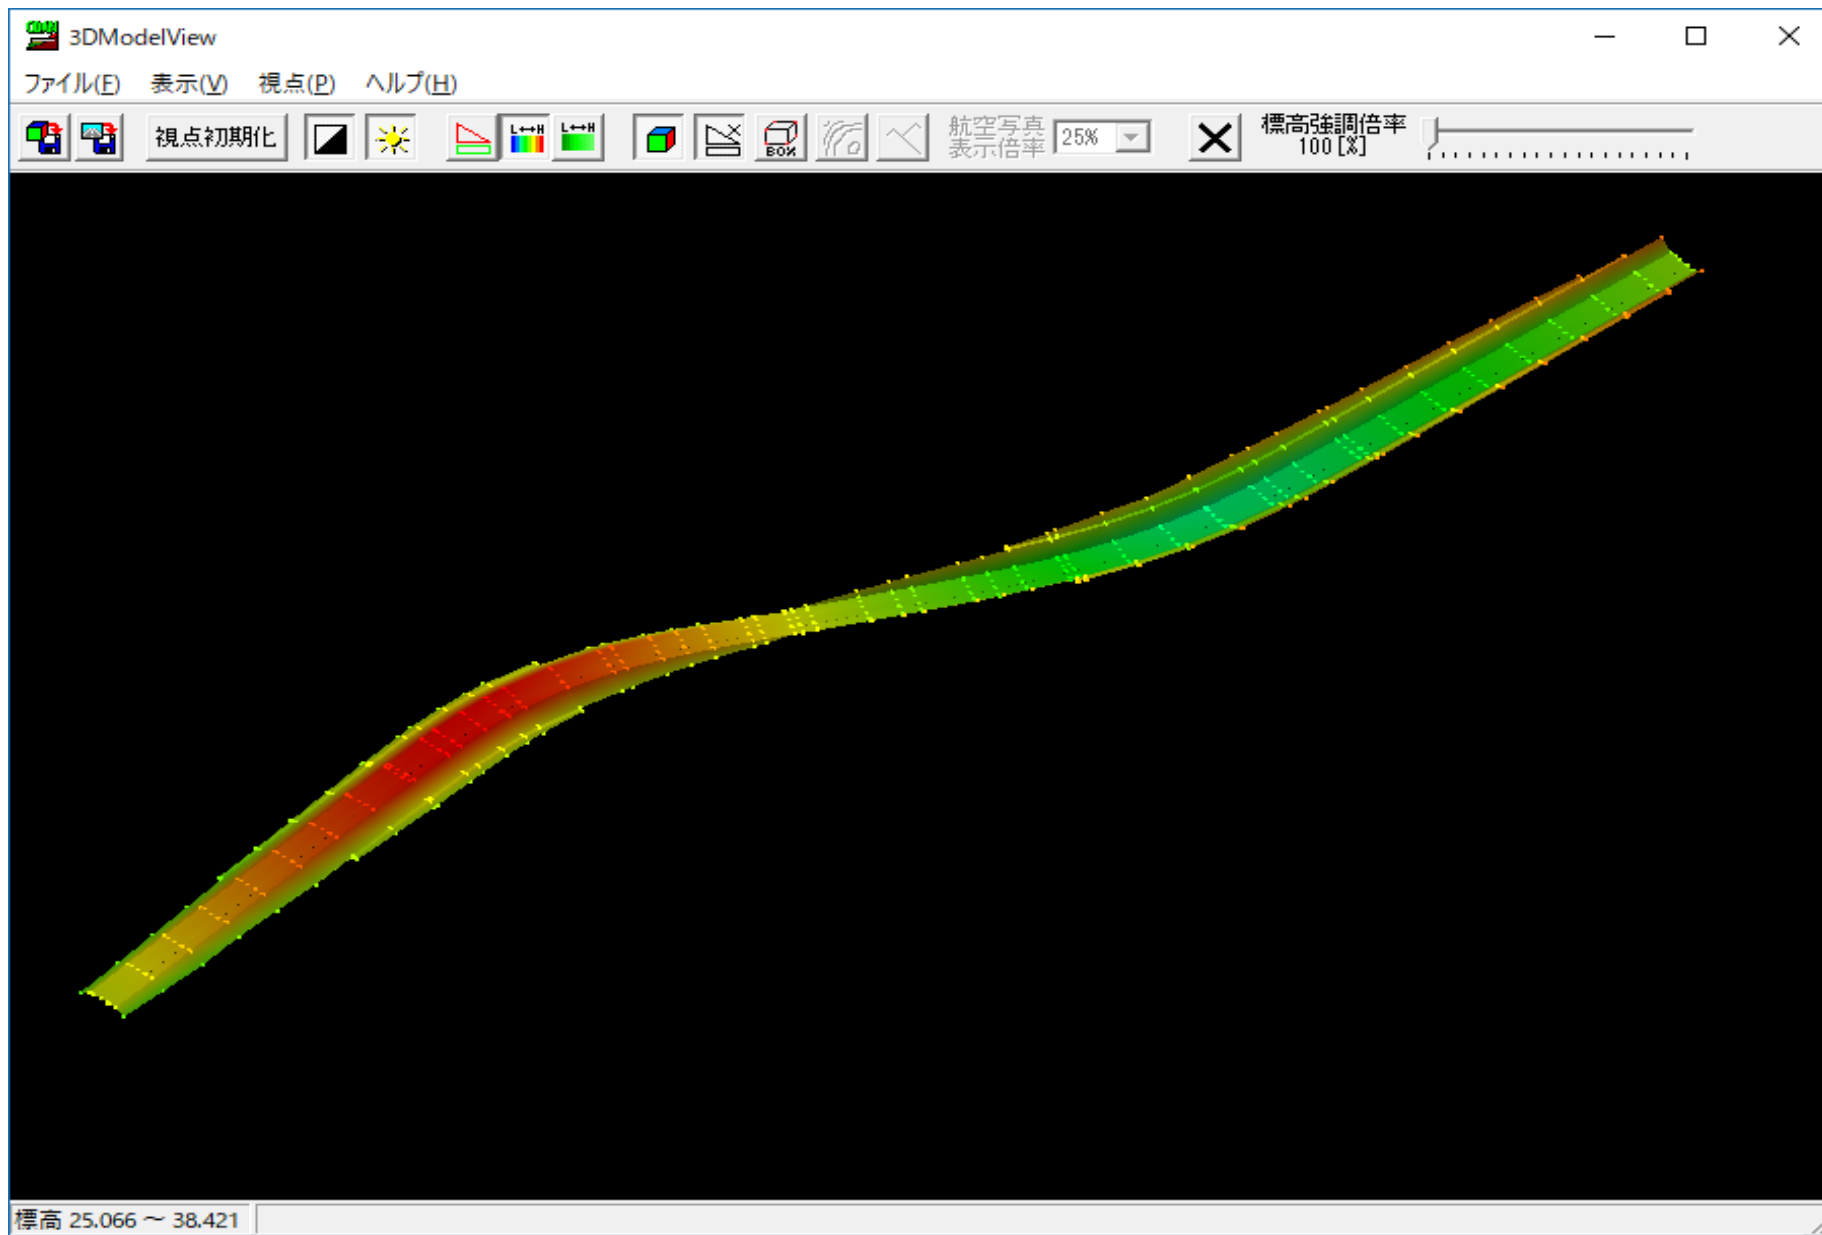 3DModelView
ファイル(F) 表示(V) 視点(P) ヘルプ(H)
視点初期化
L↔H
L↔H
BOX
航空写真
表示倍率
25%
標高強調倍率
100 [%]
標高 25.066 ～ 38.421